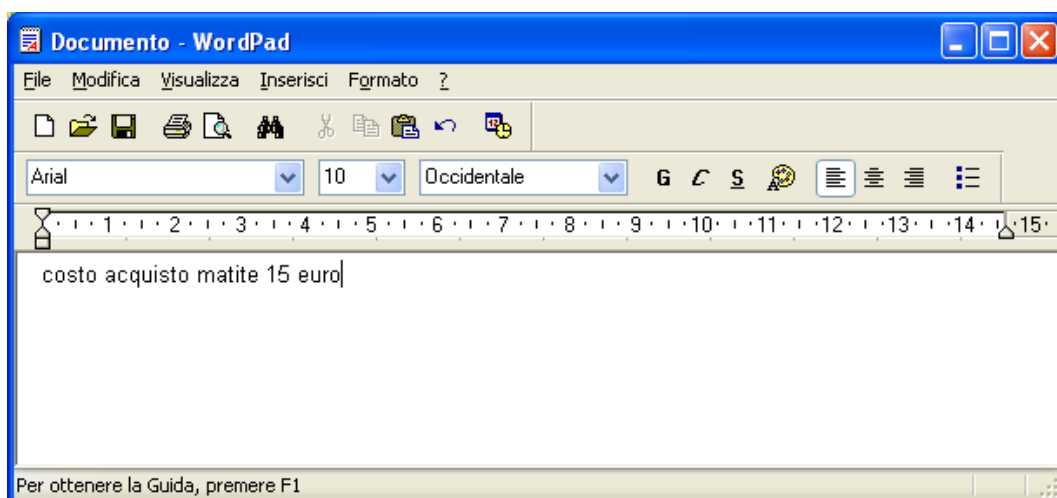 Documento - WordPad
File Modifica Visualizza Inserisci Formato ?
Arial 10 Occidentale G C S
1 2 3 4 5 6 7 8 9 10 11 12 13 14 15
costo acquisto matite 15 euro
Per ottenere la Guida, premere F1